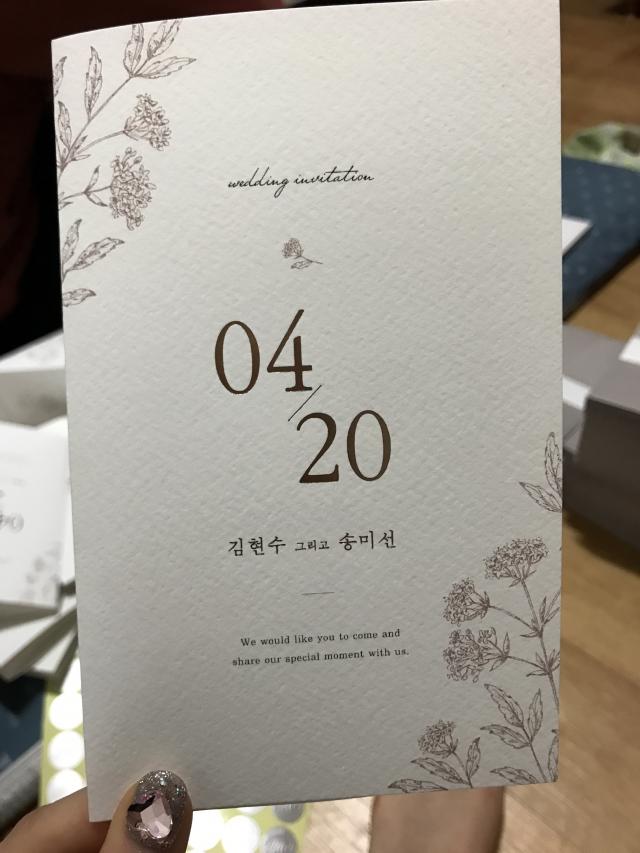 wedding invitation
04
20
김현수 그리고 송미선
We would like you to come and
share our special moment with us.